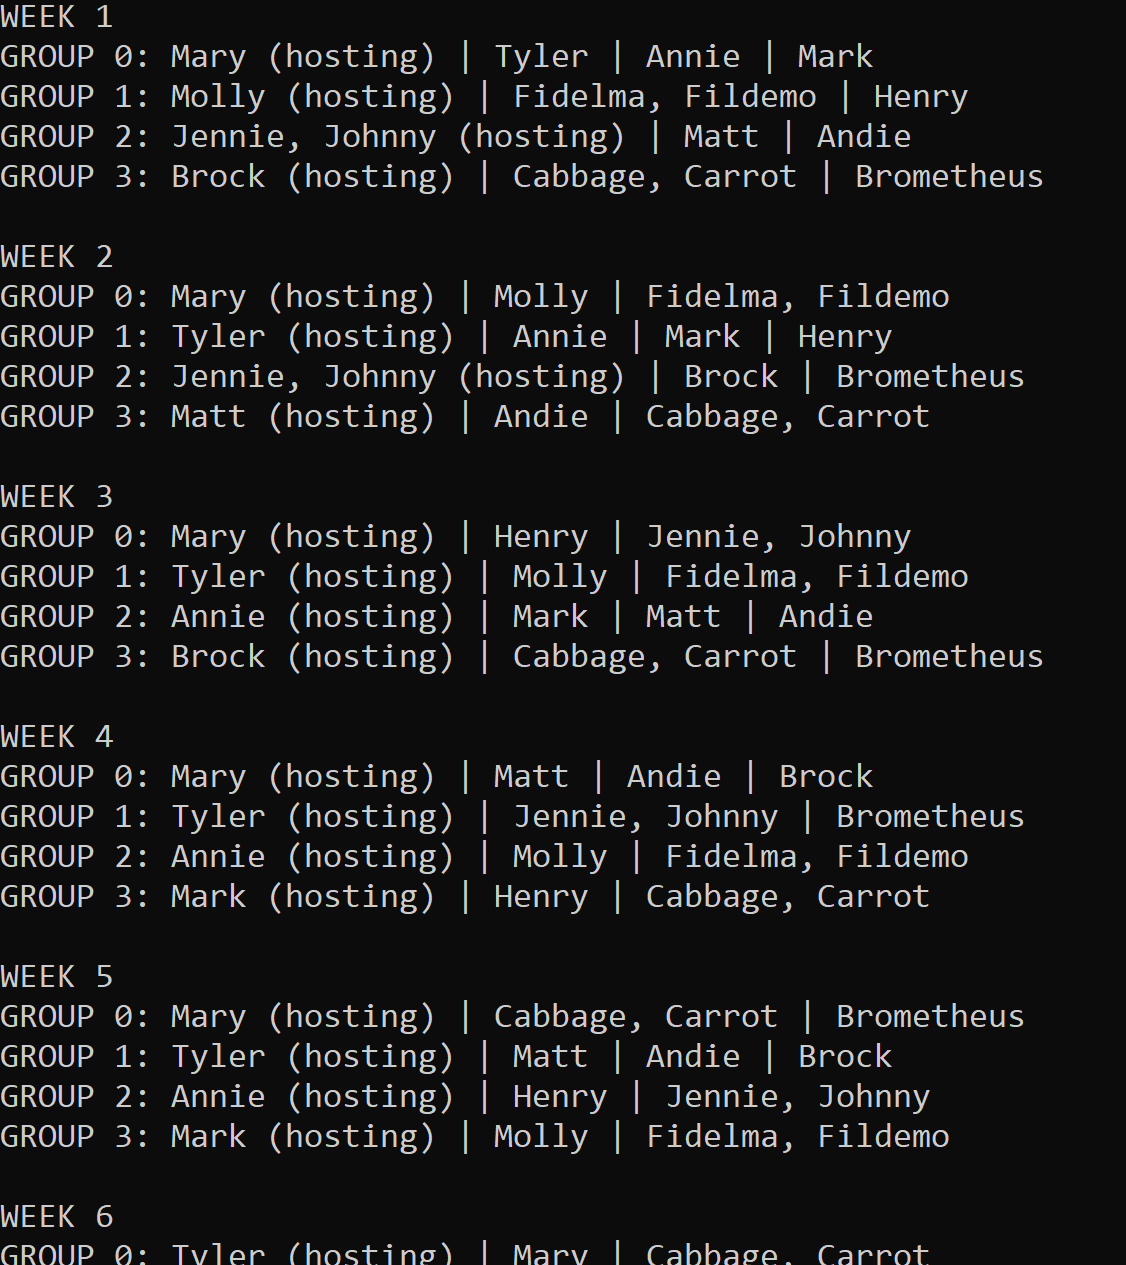 WEEK 1
GROUP 0: Mary (hosting) | Tyler | Annie | Mark
GROUP 1: Molly (hosting) | Fidelma, Fildemo | Henry
GROUP 2: Jennie, Johnny (hosting) | Matt | Andie
GROUP 3: Brock (hosting) | Cabbage, Carrot | Brometheus
WEEK 2
GROUP 0: Mary (hosting) | Molly | Fidelma, Fildemo
GROUP 1: Tyler (hosting) | Annie | Mark | Henry
GROUP 2: Jennie, Johnny (hosting) | Brock | Brometheus
GROUP 3: Matt (hosting) | Andie | Cabbage, Carrot
WEEK 3
GROUP 0: Mary (hosting) | Henry | Jennie, Johnny
GROUP 1: Tyler (hosting) | Molly | Fidelma, Fildemo
GROUP 2: Annie (hosting) | Mark | Matt | Andie
GROUP 3: Brock (hosting) | Cabbage, Carrot | Brometheus
WEEK 4
GROUP 0: Mary (hosting) | Matt | Andie | Brock
GROUP 1: Tyler (hosting) | Jennie, Johnny | Brometheus
GROUP 2: Annie (hosting) | Molly | Fidelma, Fildemo
GROUP 3: Mark (hosting) | Henry | Cabbage, Carrot
WEEK 5
GROUP 0: Mary (hosting) | Cabbage, Carrot | Brometheus
GROUP 1: Tyler (hosting) | Matt | Andie | Brock
GROUP 2: Annie (hosting) | Henry | Jennie, Johnny
GROUP 3: Mark (hosting) | Molly | Fidelma, Fildemo
WEEK 6
GROUP 0: Tyler (hosting) | Mary | Cabbage, Carrot